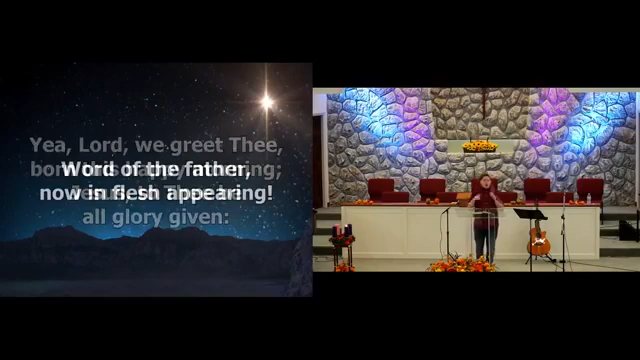 Yea, Lord, we greet Thee,
Word of the father,
now in flesh appearing!
all glory given: